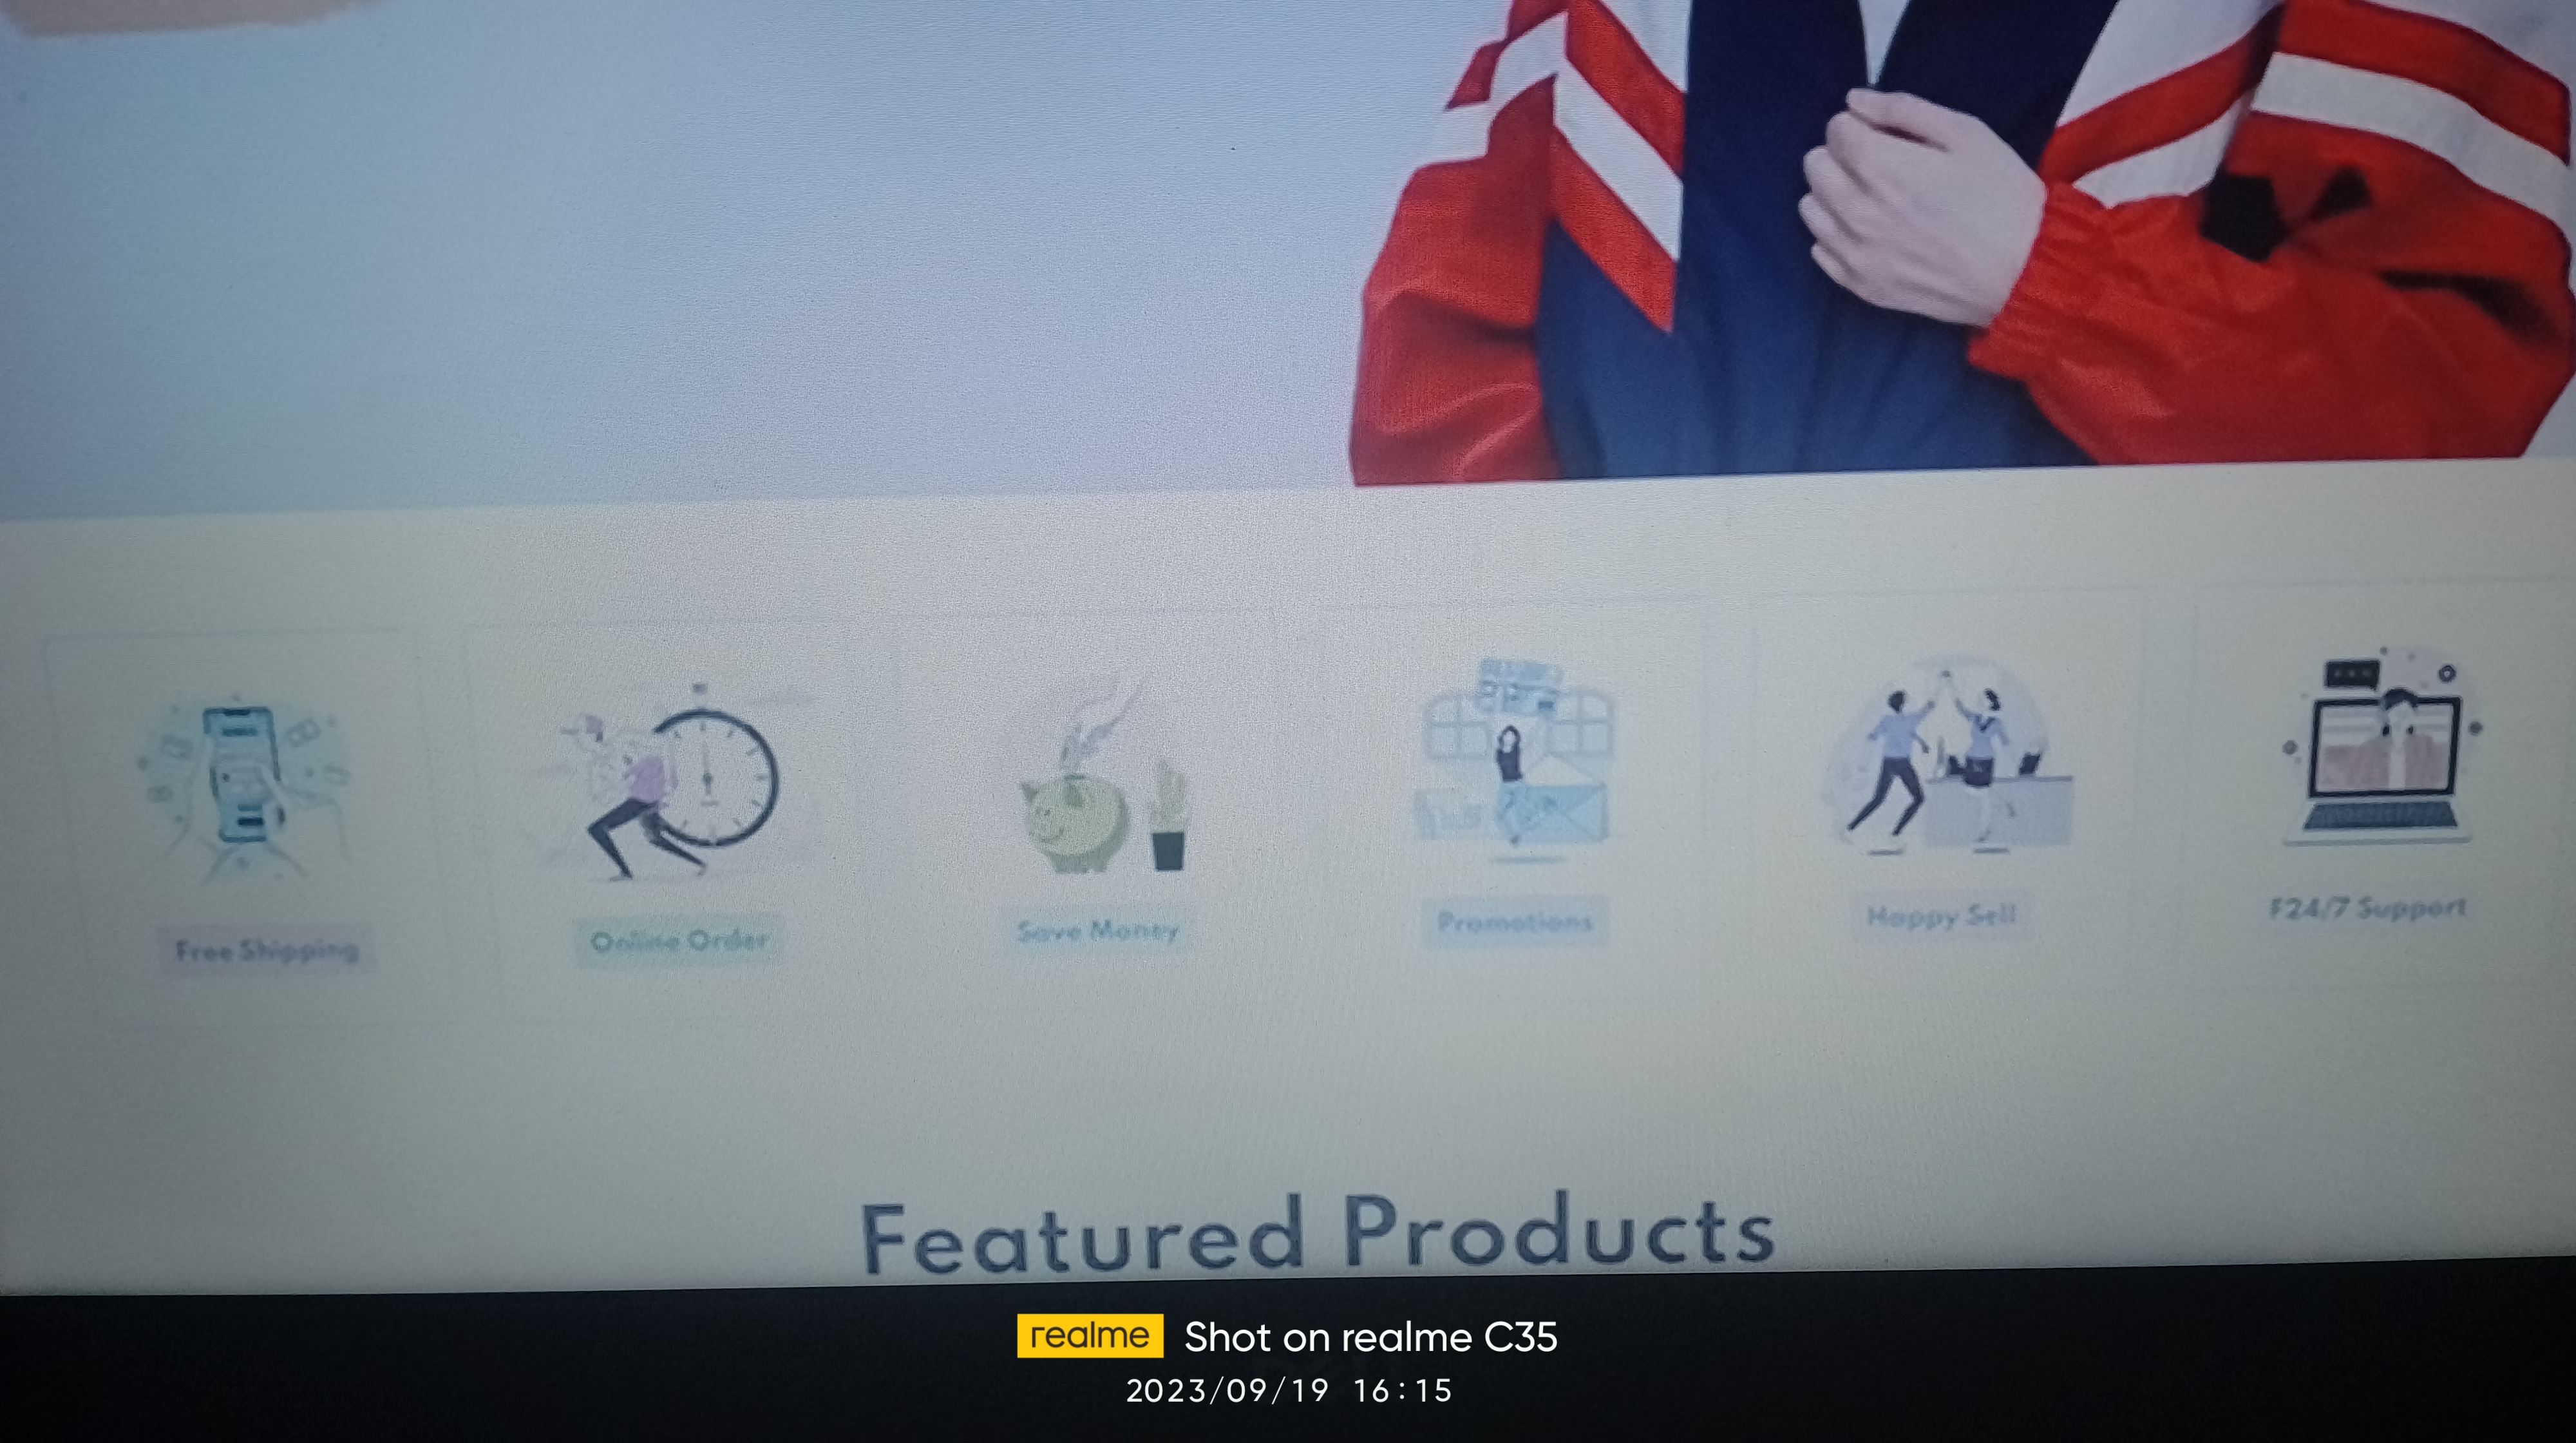 Free Shipping
Online Order
Save Money
Promotions
Happy Sell
F24/7 Support
Featured Products
realme Shot on realme C35
2023/09/19 16:15